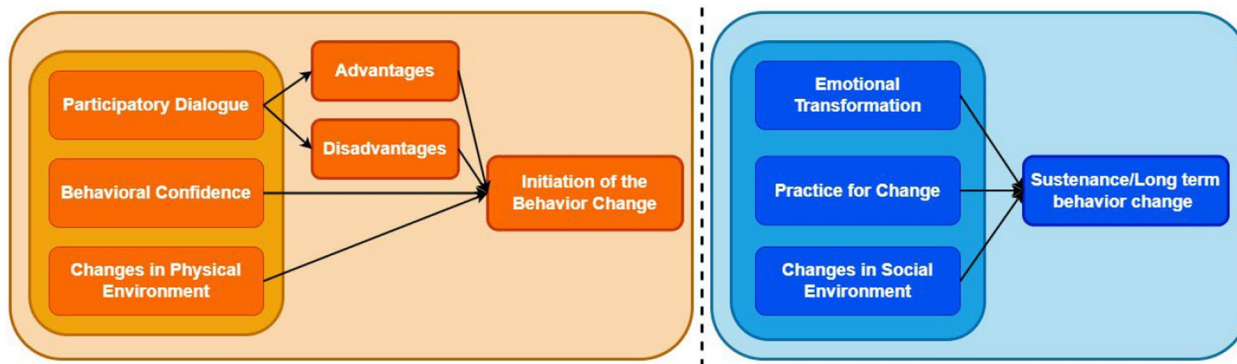 Participatory Dialogue
Advantages
Disadvantages
Behavioral Confidence
Changes in Physical
Environment
Initiation of the
Behavior Change
Emotional
Transformation
Practice for Change
Changes in Social
Environment
Sustenance/Long term
behavior change